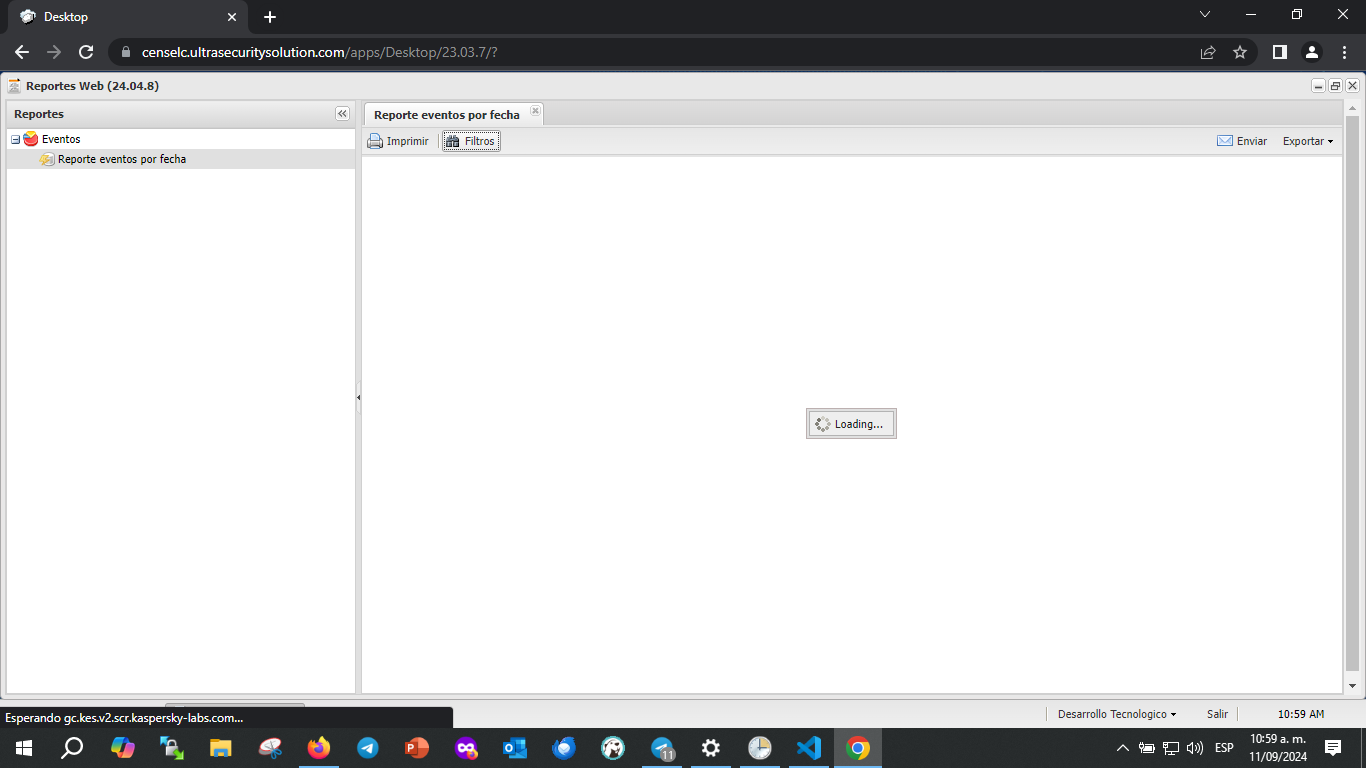 Desktop
censelc.ultrasecuritysolution.com/apps/Desktop/23.03.7/?
Reportes Web (24.04.8)
Reportes
Eventos
Reporte eventos por fecha
Reporte eventos por fecha
Imprimir
Filtros
Enviar
Exportar
Loading...
Esperando gc.kes.v2.scr.kaspersky-labs.com...
Desarrollo Tecnologico
Salir
10:59 AM
11
ESP
10:59 a. m.
11/09/2024